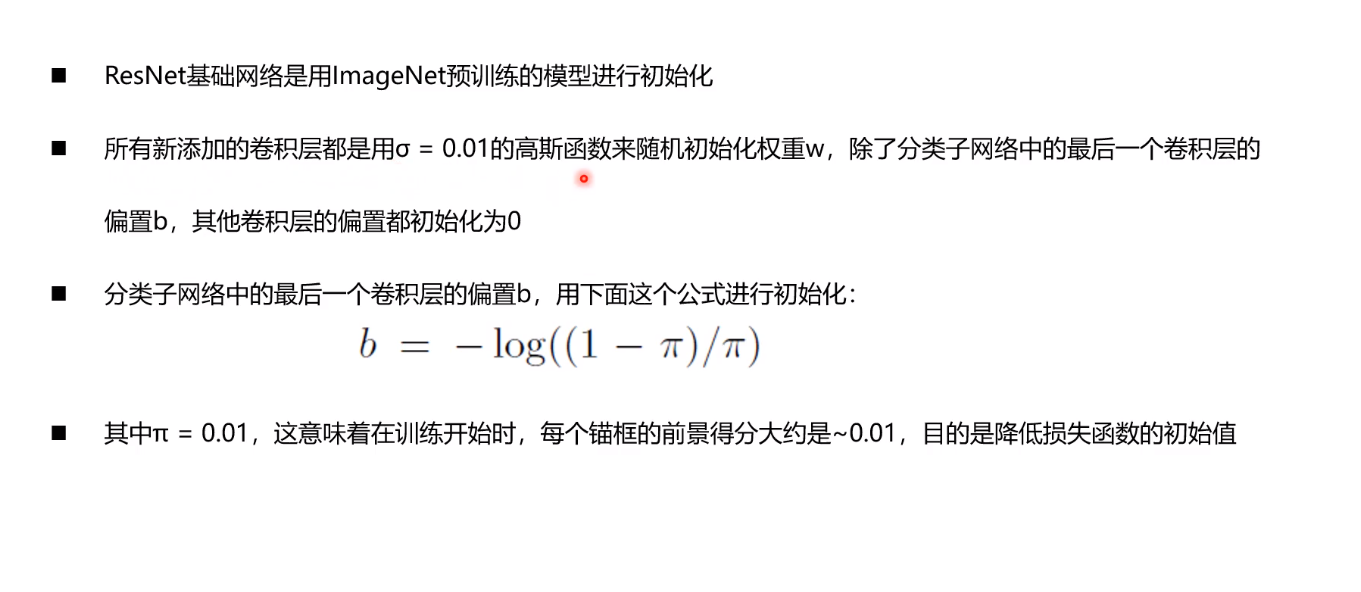 ■ ResNet基础网络是用ImageNet预训练的模型进行初始化
■ 所有新添加的卷积层都是用σ = 0.01的高斯函数来随机初始化权重w，除了分类子网络中的最后一个卷积层的
偏置b，其他卷积层的偏置都初始化为0
■ 分类子网络中的最后一个卷积层的偏置b，用下面这个公式进行初始化：
b = − log((1 − π)/π)
■ 其中π = 0.01，这意味着在训练开始时，每个锚框的前景得分大约是~0.01，目的是降低损失函数的初始值